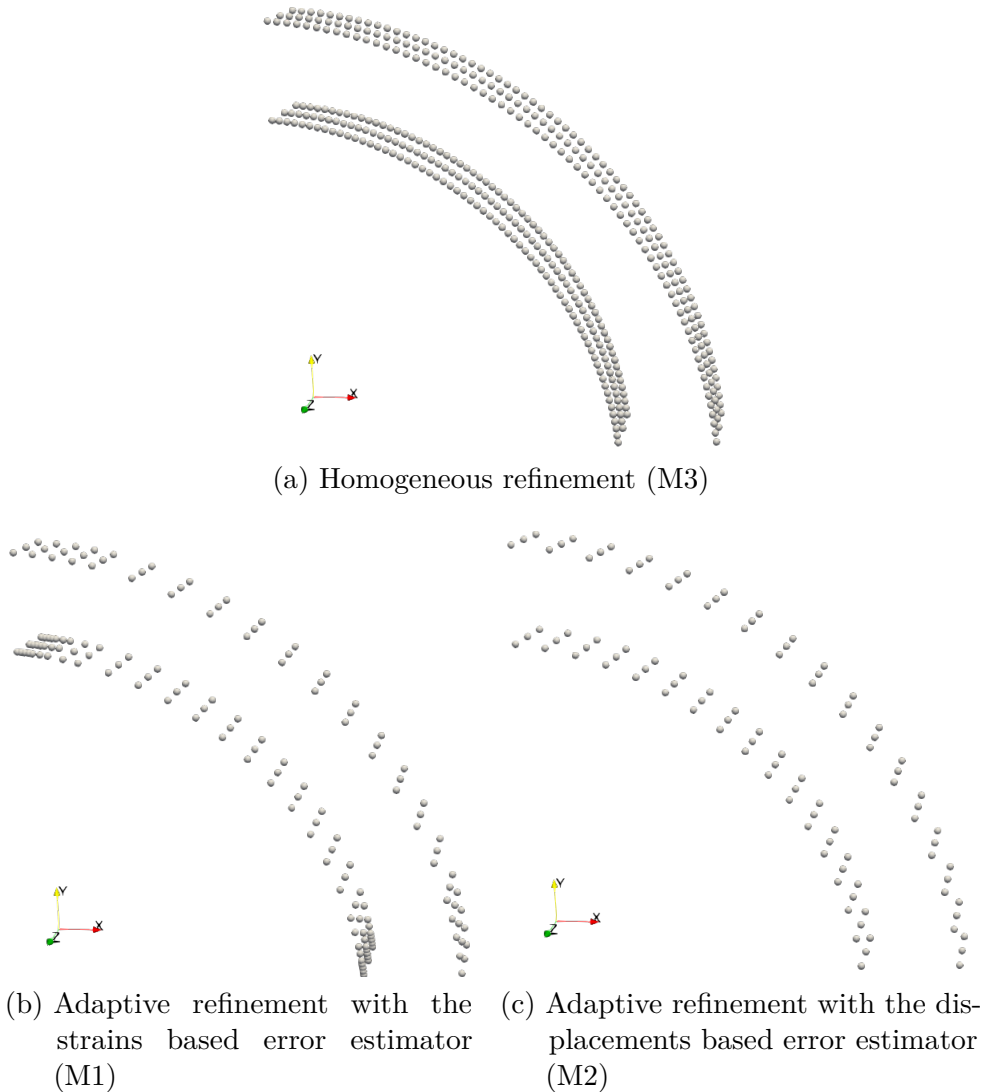 Y
X
Z
(a) Homogeneous refinement (M3)
Y
X
Z
(b) Adaptive refinement with the
strains based error estimator
(M1)
Y
X
Z
(c) Adaptive refinement with the dis-
placements based error estimator
(M2)